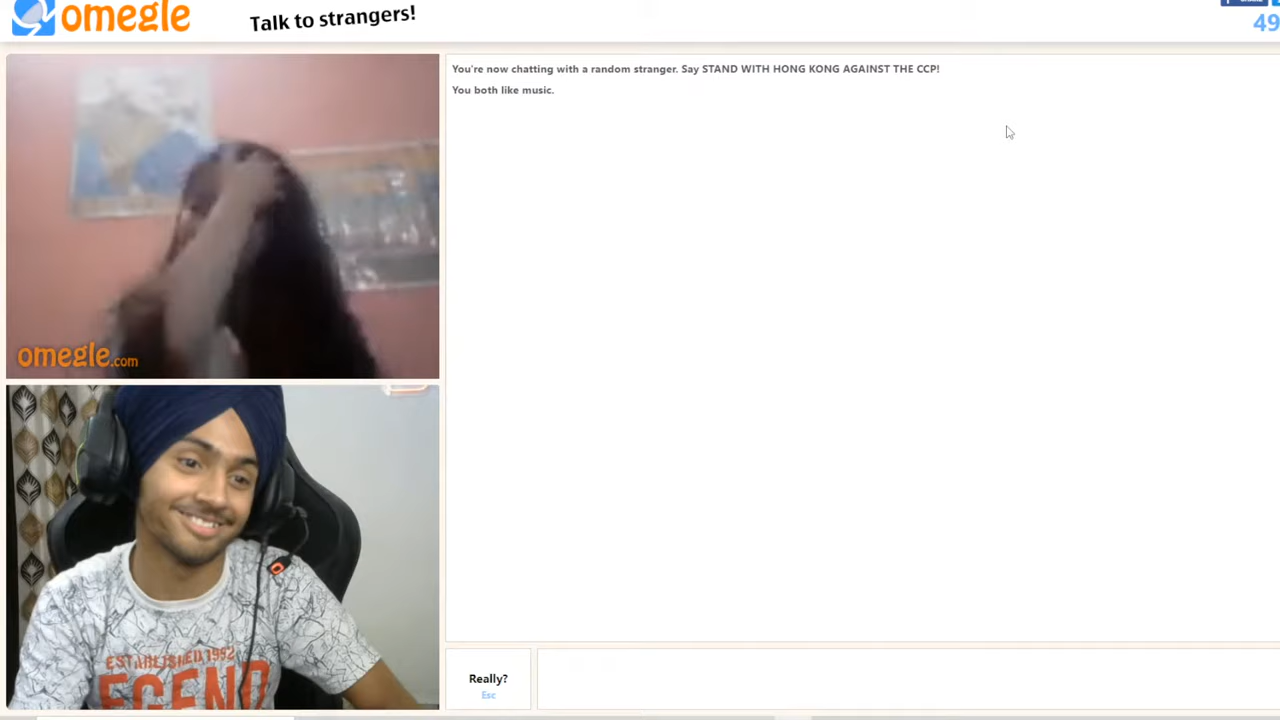 omegle
Talk to strangers!
49
You're now chatting with a random stranger. Say STAND WITH HONG KONG AGAINST THE CCP!
You both like music.
omegle.com
ESTABLISHED 1992
EGEND
Really?
Esc